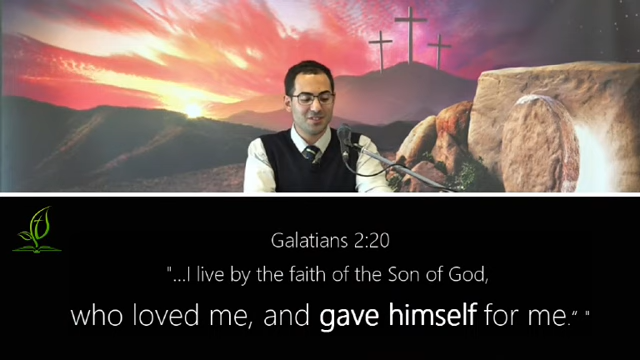 Galatians 2:20
"...I live by the faith of the Son of God,
who loved me, and gave himself for me.“ "